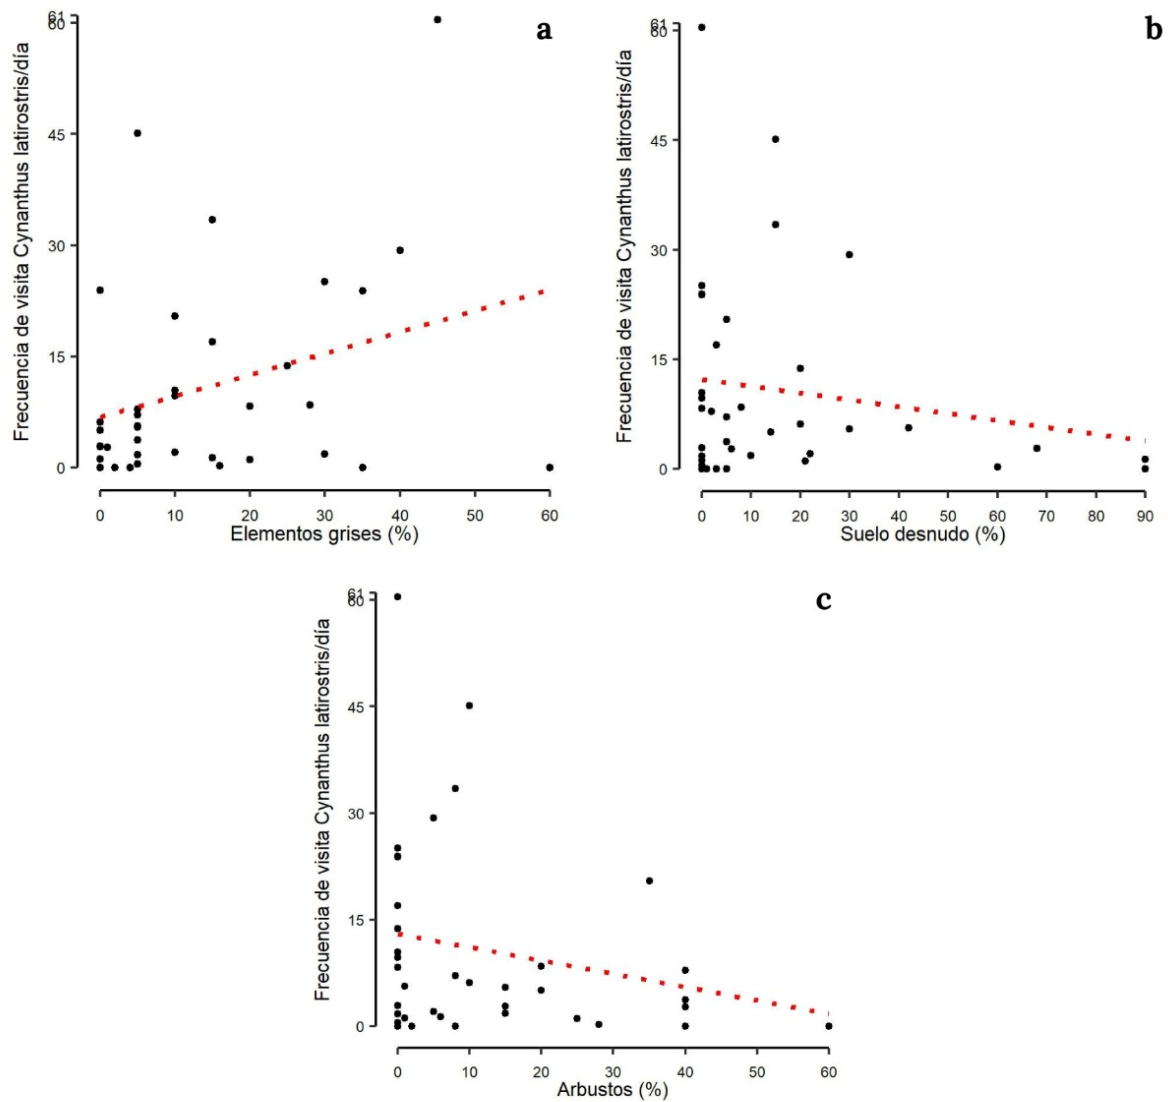 a
Frecuencia de visita Cynanthus latirostris/día
61
60
45
30
15
0
0 10 20 30 40 50 60
Elementos grises (%)
b
Frecuencia de visita Cynanthus latirostris/día
61
60
45
30
15
0
0 10 20 30 40 50 60 70 80 90
Suelo desnudo (%)
c
Frecuencia de visita Cynanthus latirostris/día
61
60
45
30
15
0
0 10 20 30 40 50 60
Arbustos (%)